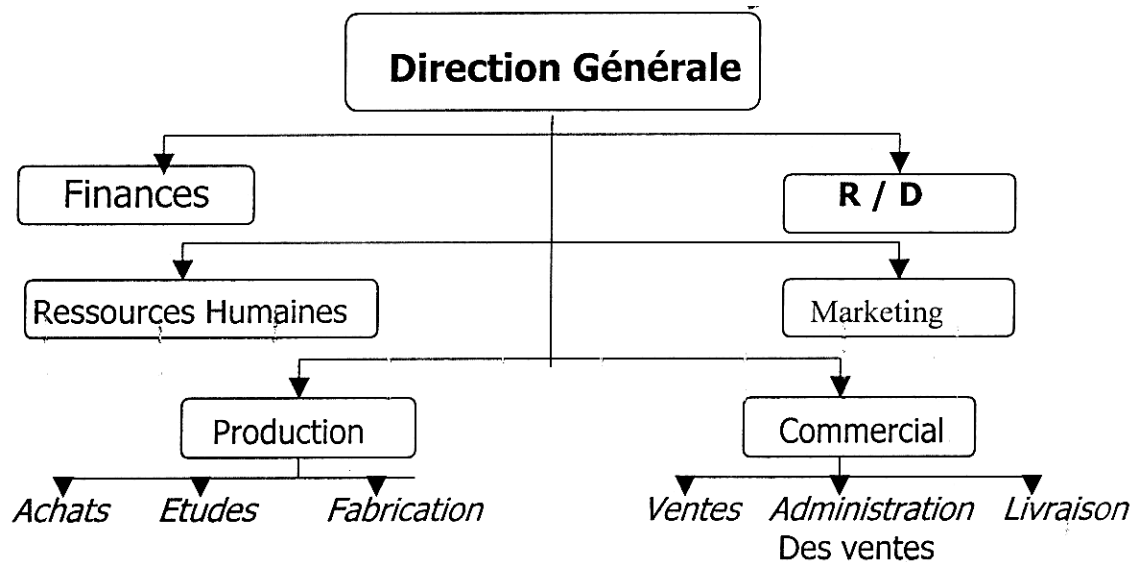 Direction Générale
Finances
R / D
Ressources Humaines
Marketing
Production
Commercial
Achats
Etudes
Fabrication
Ventes
Administration
Des ventes
Livraison